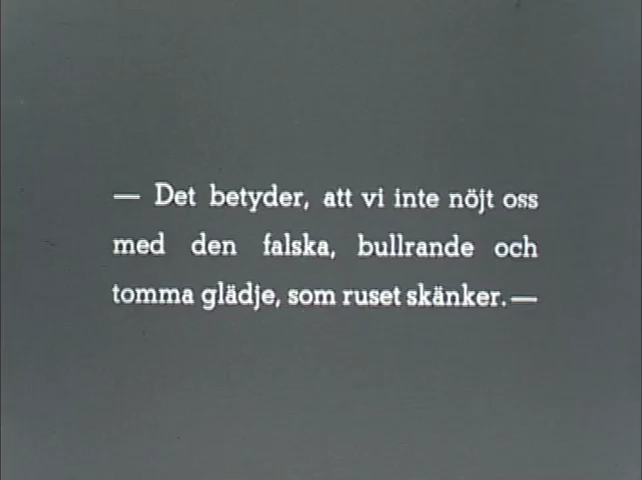 — Det betyder, att vi inte nöjt oss
med den falska, bullrande och
tomma glädje, som ruset skänker. —